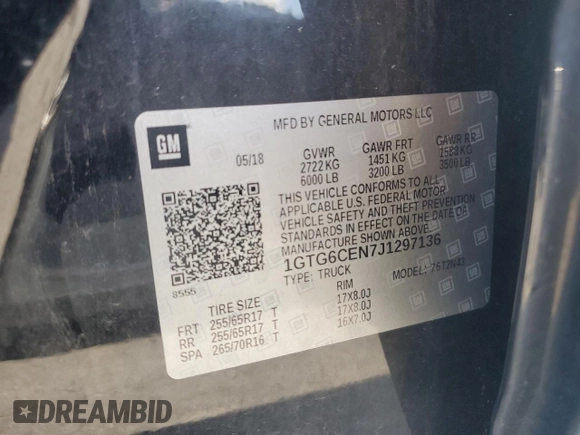 MFD BY GENERAL MOTORS LLC
GM
05/18
GVWR GAWR FRT GAWR RR
2722 KG 1451 KG 1588 KG
6000 LB 3200 LB 3500 LB
THIS VEHICLE CONFORMS TO ALL
APPLICABLE U.S. FEDERAL MOTOR
VEHICLE SAFETY AND THEFT PREVENTION
STANDARDS IN EFFECT ON THE DATE OF
MANUFACTURE SHOWN ABOVE.
1GTG6CEN7J1297136
8555
TYPE: TRUCK MODEL: 76T2N43
TIRE SIZE RIM
FRT 255/65R17 T 17X8.0J
RR 255/65R17 T 17X8.0J
SPA 265/70R16 T 16X7.0J
DREAMBID